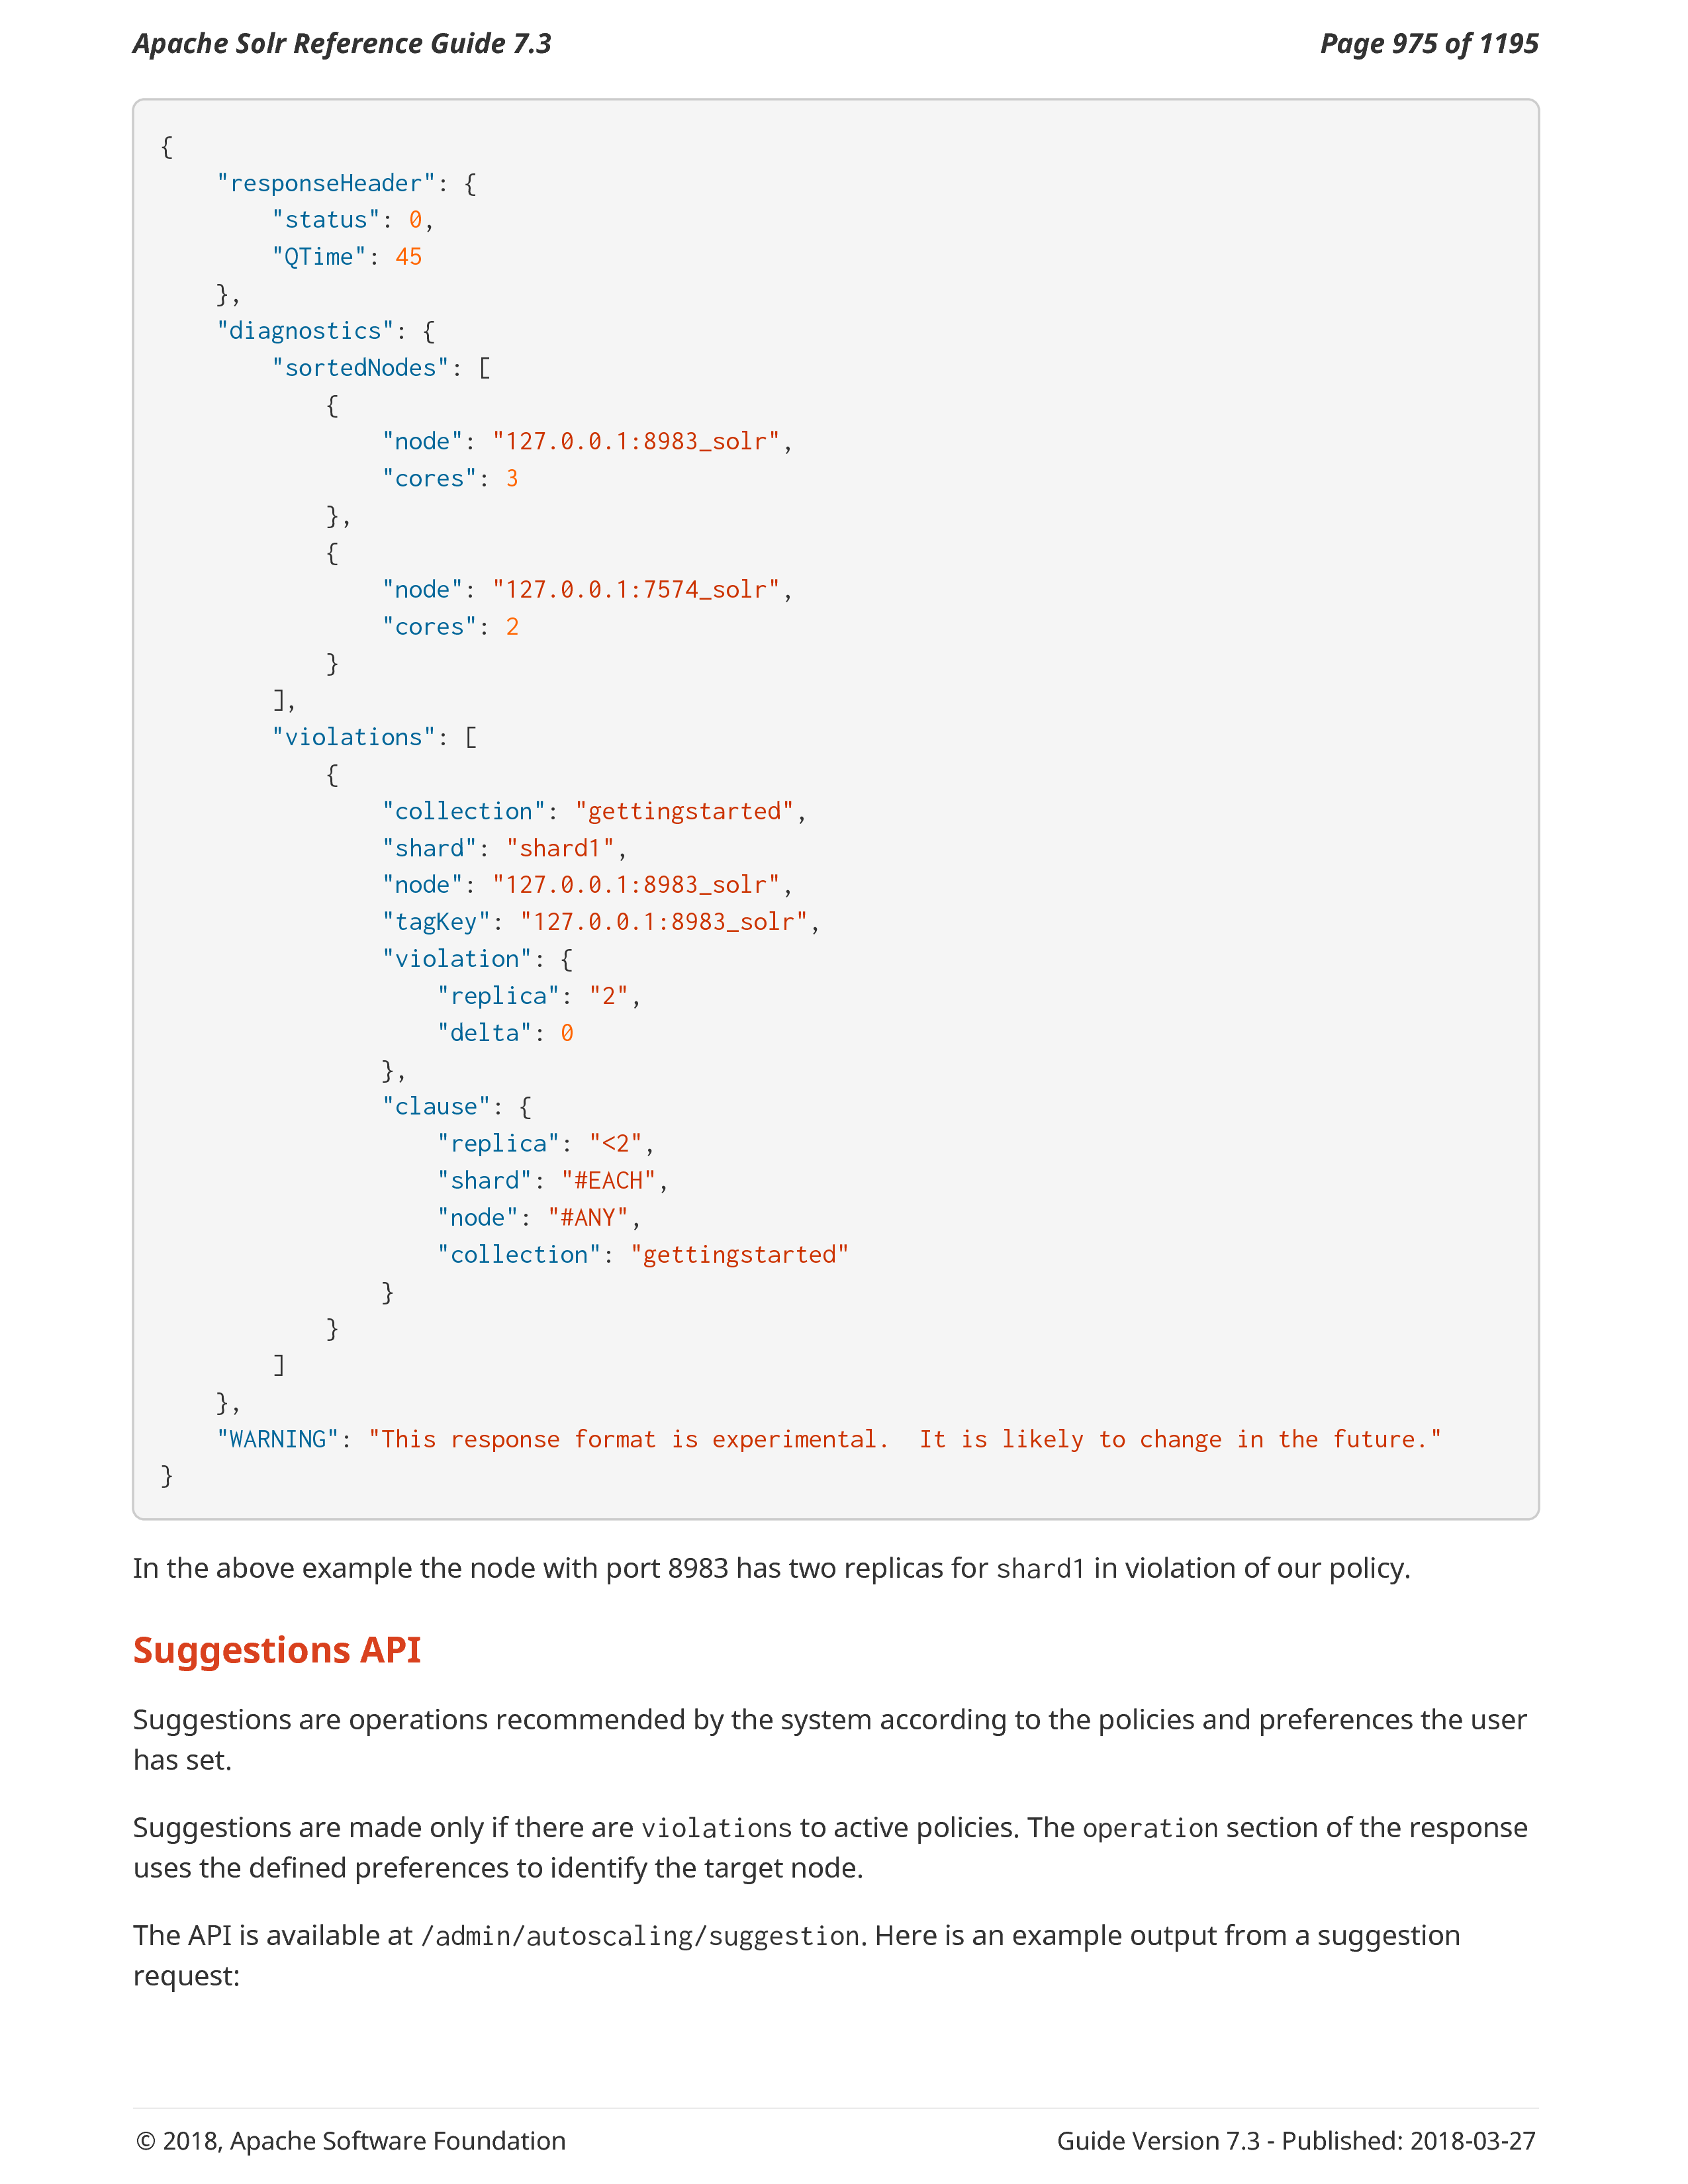 Apache Solr Reference Guide 7.3
Page 975 of 1195
{
    "responseHeader": {
        "status": 0,
        "QTime": 45
    },
    "diagnostics": {
        "sortedNodes": [
            {
                "node": "127.0.0.1:8983_solr",
                "cores": 3
            },
            {
                "node": "127.0.0.1:7574_solr",
                "cores": 2
            }
        ],
        "violations": [
            {
                "collection": "gettingstarted",
                "shard": "shard1",
                "node": "127.0.0.1:8983_solr",
                "tagKey": "127.0.0.1:8983_solr",
                "violation": {
                    "replica": "2",
                    "delta": 0
                },
                "clause": {
                    "replica": "<2",
                    "shard": "#EACH",
                    "node": "#ANY",
                    "collection": "gettingstarted"
                }
            }
        ]
    },
    "WARNING": "This response format is experimental.  It is likely to change in the future."
}
In the above example the node with port 8983 has two replicas for shard1 in violation of our policy.
Suggestions API
Suggestions are operations recommended by the system according to the policies and preferences the user
has set.
Suggestions are made only if there are violations to active policies. The operation section of the response
uses the defined preferences to identify the target node.
The API is available at /admin/autoscaling/suggestion. Here is an example output from a suggestion
request:
© 2018, Apache Software Foundation
Guide Version 7.3 - Published: 2018-03-27